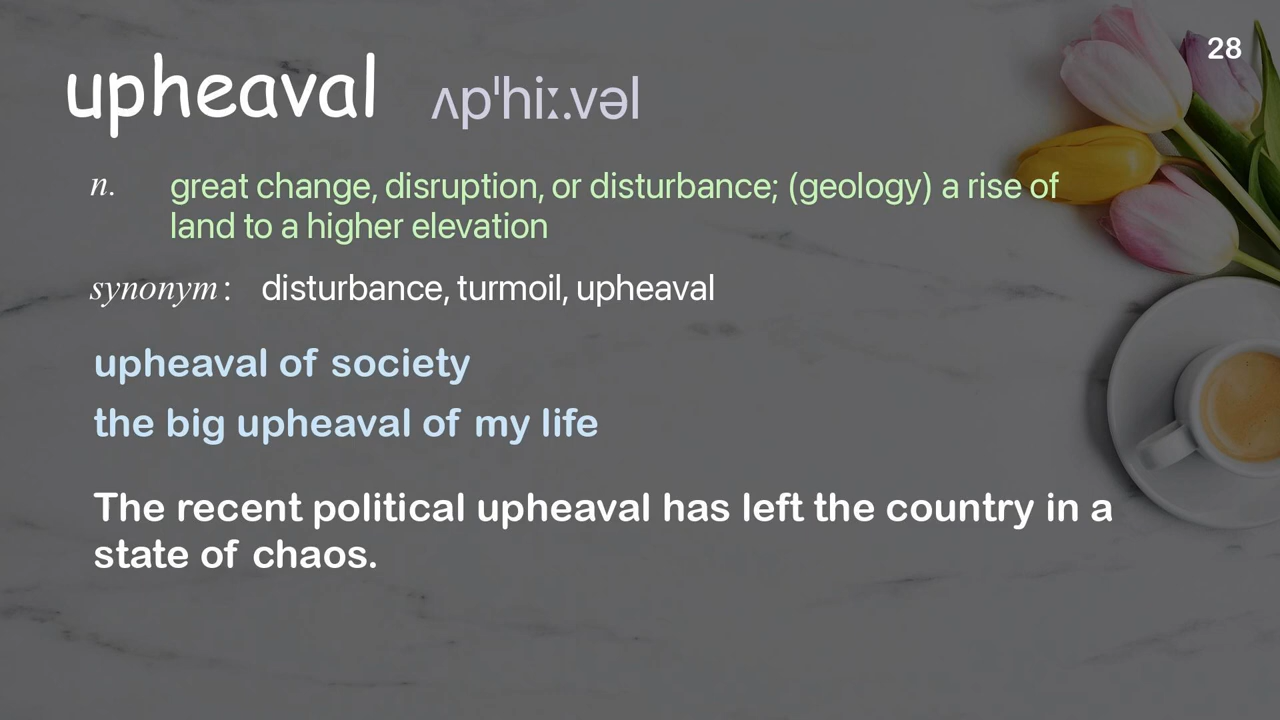 28
upheaval ʌpˈhiː.vəl
n. great change, disruption, or disturbance; (geology) a rise of
land to a higher elevation
synonym : disturbance, turmoil, upheaval
upheaval of society
the big upheaval of my life
The recent political upheaval has left the country in a
state of chaos.